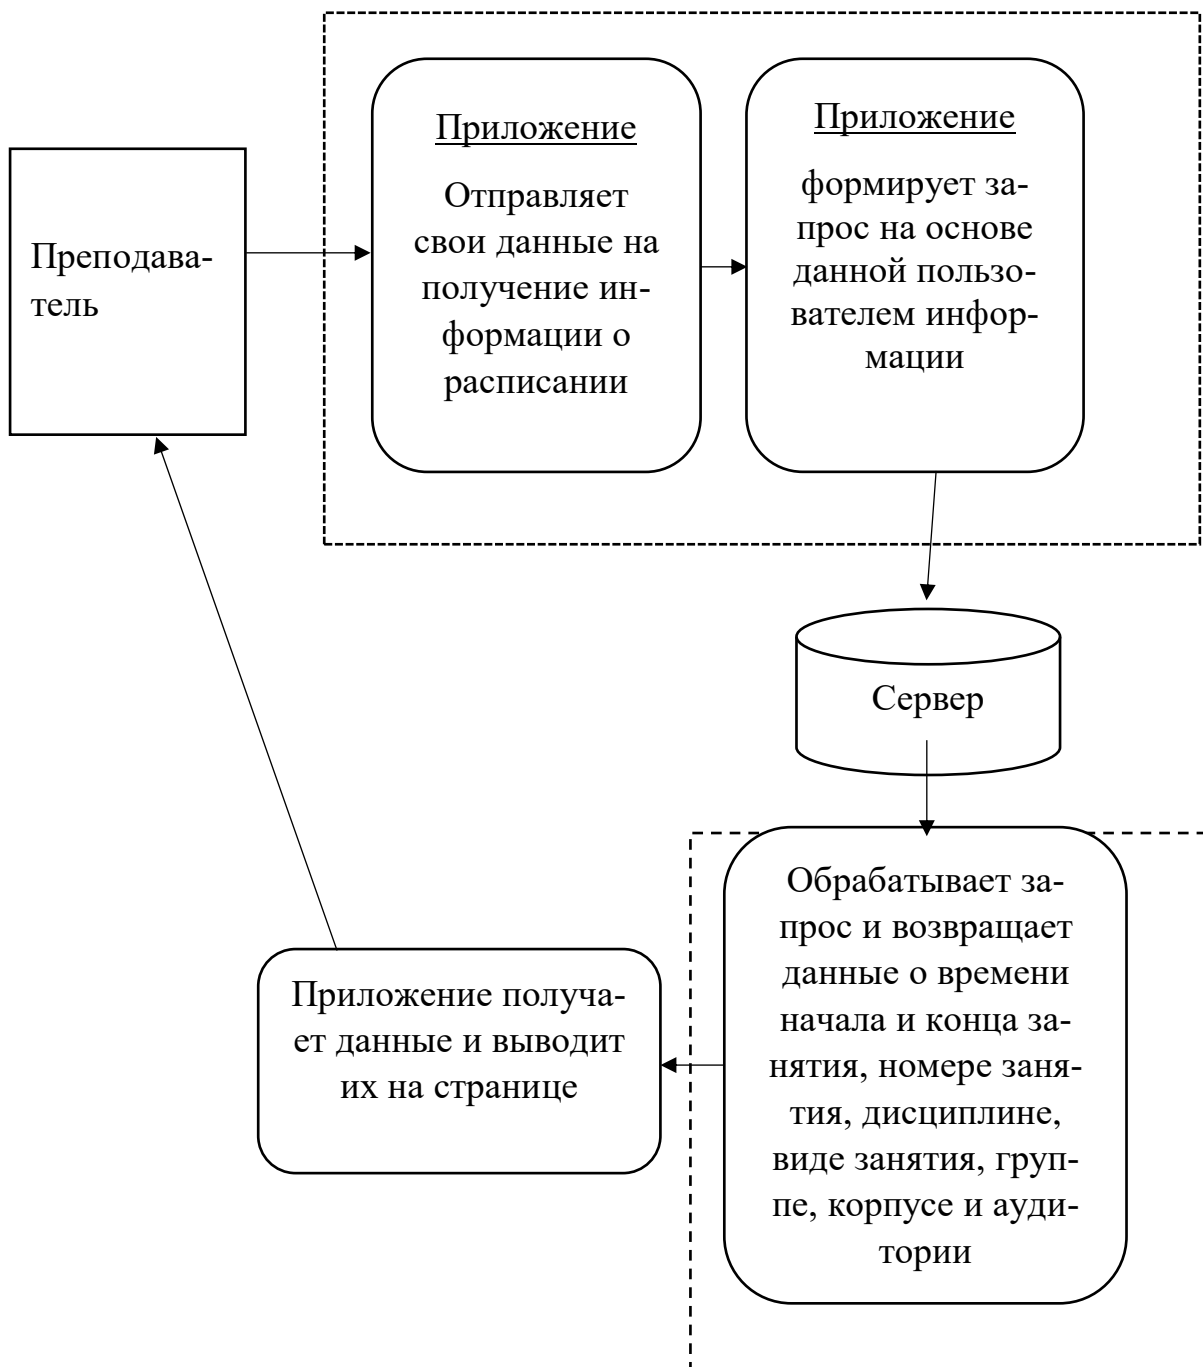 Преподава-
тель
Приложение
Отправляет
свои данные на
получение ин-
формации о
расписании
Приложение
формирует за-
прос на основе
данной пользо-
вателем инфор-
мации
Сервер
Обрабатывает за-
прос и возвращает
данные о времени
начала и конца за-
нятия, номере заня-
тия, дисциплине,
виде занятия, груп-
пе, корпусе и ауди-
тории
Приложение получа-
ет данные и выводит
их на странице